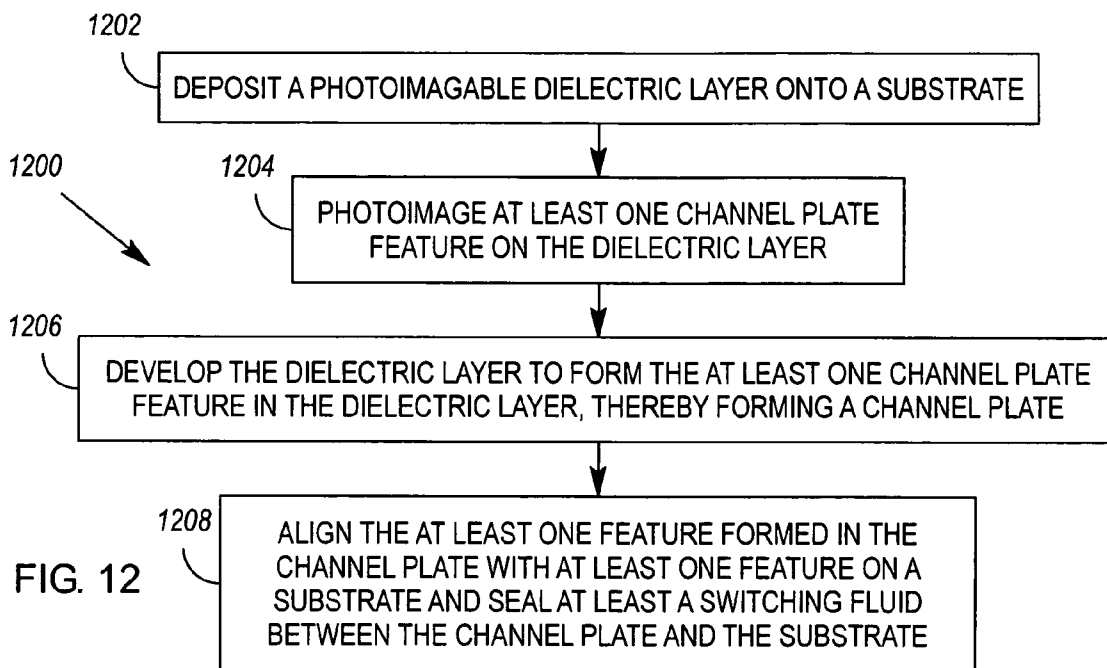 1202
DEPOSIT A PHOTOIMAGABLE DIELECTRIC LAYER ONTO A SUBSTRATE
1200
1204
PHOTOIMAGE AT LEAST ONE CHANNEL PLATE
FEATURE ON THE DIELECTRIC LAYER
1206
DEVELOP THE DIELECTRIC LAYER TO FORM THE AT LEAST ONE CHANNEL PLATE
FEATURE IN THE DIELECTRIC LAYER, THEREBY FORMING A CHANNEL PLATE
1208
ALIGN THE AT LEAST ONE FEATURE FORMED IN THE
CHANNEL PLATE WITH AT LEAST ONE FEATURE ON A
SUBSTRATE AND SEAL AT LEAST A SWITCHING FLUID
BETWEEN THE CHANNEL PLATE AND THE SUBSTRATE
FIG. 12